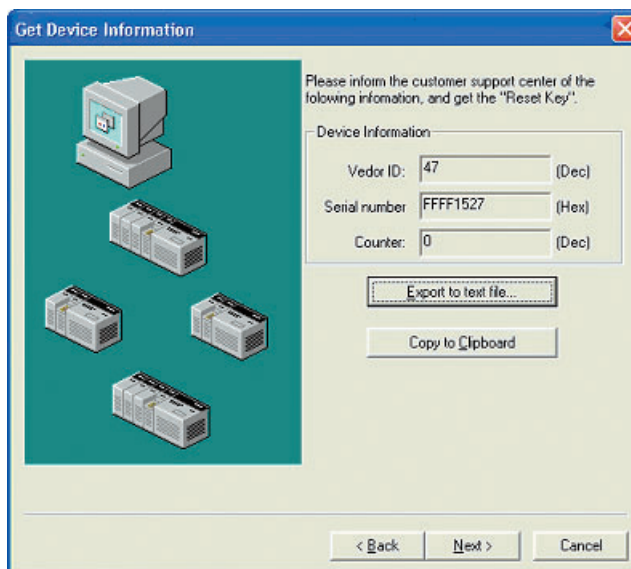 Get Device Information
Please inform the customer support center of the
folowing infomation, and get the "Reset Key".
Device Information
Vedor ID: 47 (Dec)
Serial number FFFF1527 (Hex)
Counter: 0 (Dec)
Export to text file...
Copy to Clipboard
< Back Next > Cancel